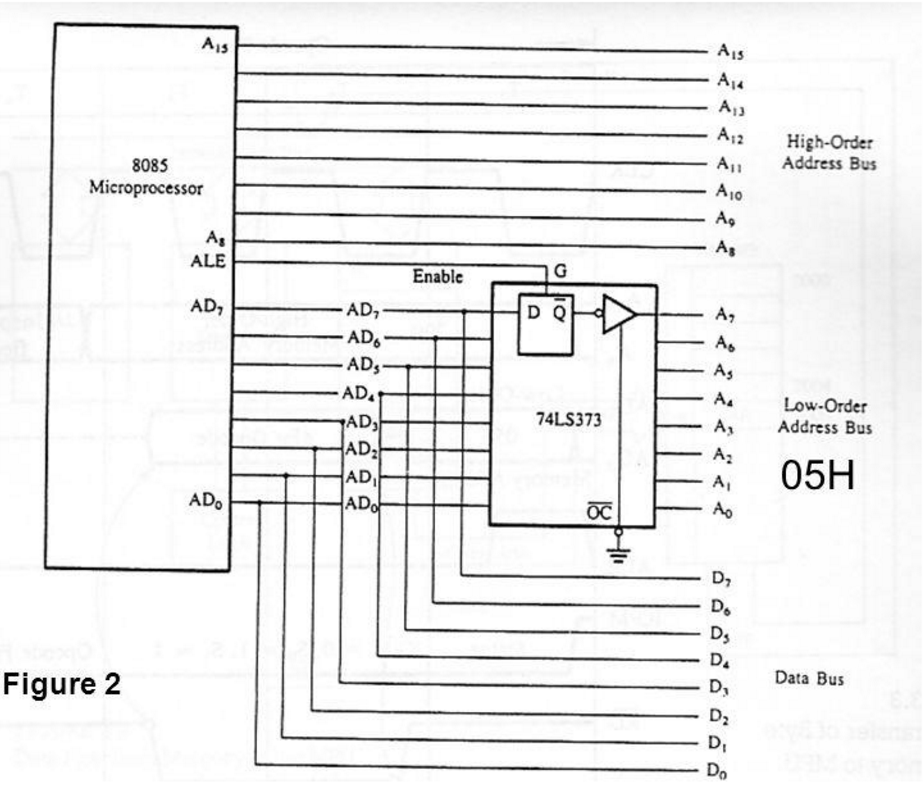 A15
A15
A14
A13
A12
A11
A10
A9
A8
High-Order
Address Bus
8085
Microprocessor
A8
ALE
Enable
G
AD7
AD7
AD6
AD5
AD4
AD3
AD2
AD1
AD0
AD0
D Q̅
74LS373
O̅C̅
A7
A6
A5
A4
A3
A2
A1
A0
Low-Order
Address Bus
05H
D7
D6
D5
D4
D3
D2
D1
D0
Data Bus
Figure 2